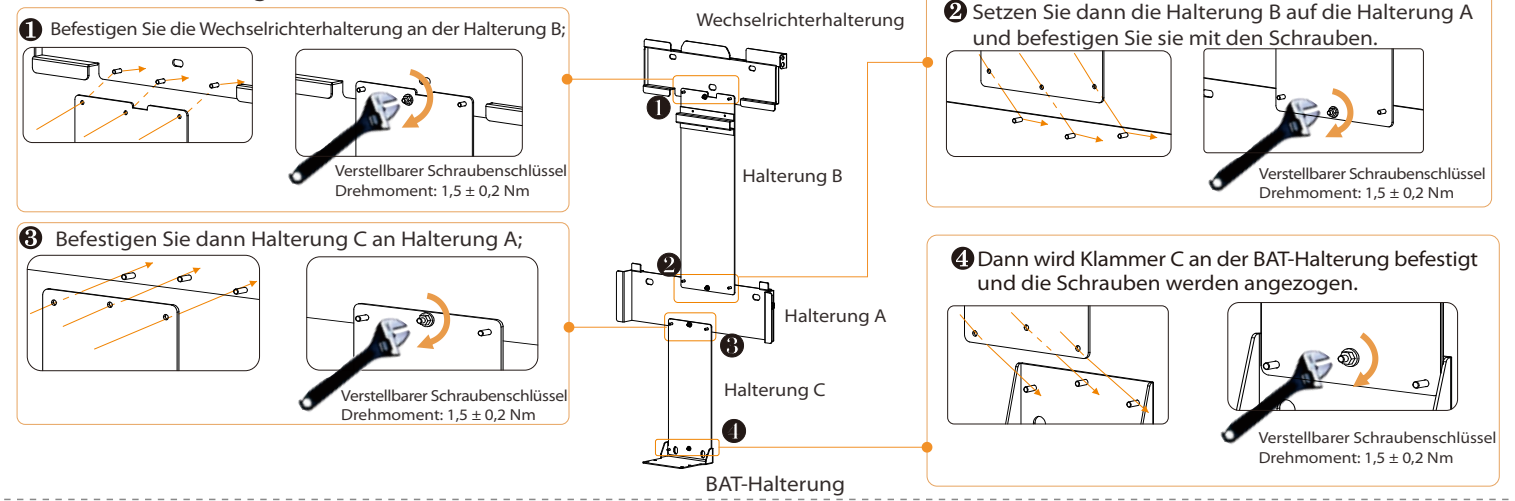 ❶ Befestigen Sie die Wechselrichterhalterung an der Halterung B;
Verstellbarer Schraubenschlüssel
Drehmoment: 1,5 ± 0,2 Nm
Wechselrichterhalterung
❶
Halterung B
❷
Halterung A
❸
Halterung C
❹
BAT-Halterung
❷ Setzen Sie dann die Halterung B auf die Halterung A
und befestigen Sie sie mit den Schrauben.
Verstellbarer Schraubenschlüssel
Drehmoment: 1,5 ± 0,2 Nm
❸ Befestigen Sie dann Halterung C an Halterung A;
Verstellbarer Schraubenschlüssel
Drehmoment: 1,5 ± 0,2 Nm
❹ Dann wird Klammer C an der BAT-Halterung befestigt
und die Schrauben werden angezogen.
Verstellbarer Schraubenschlüssel
Drehmoment: 1,5 ± 0,2 Nm